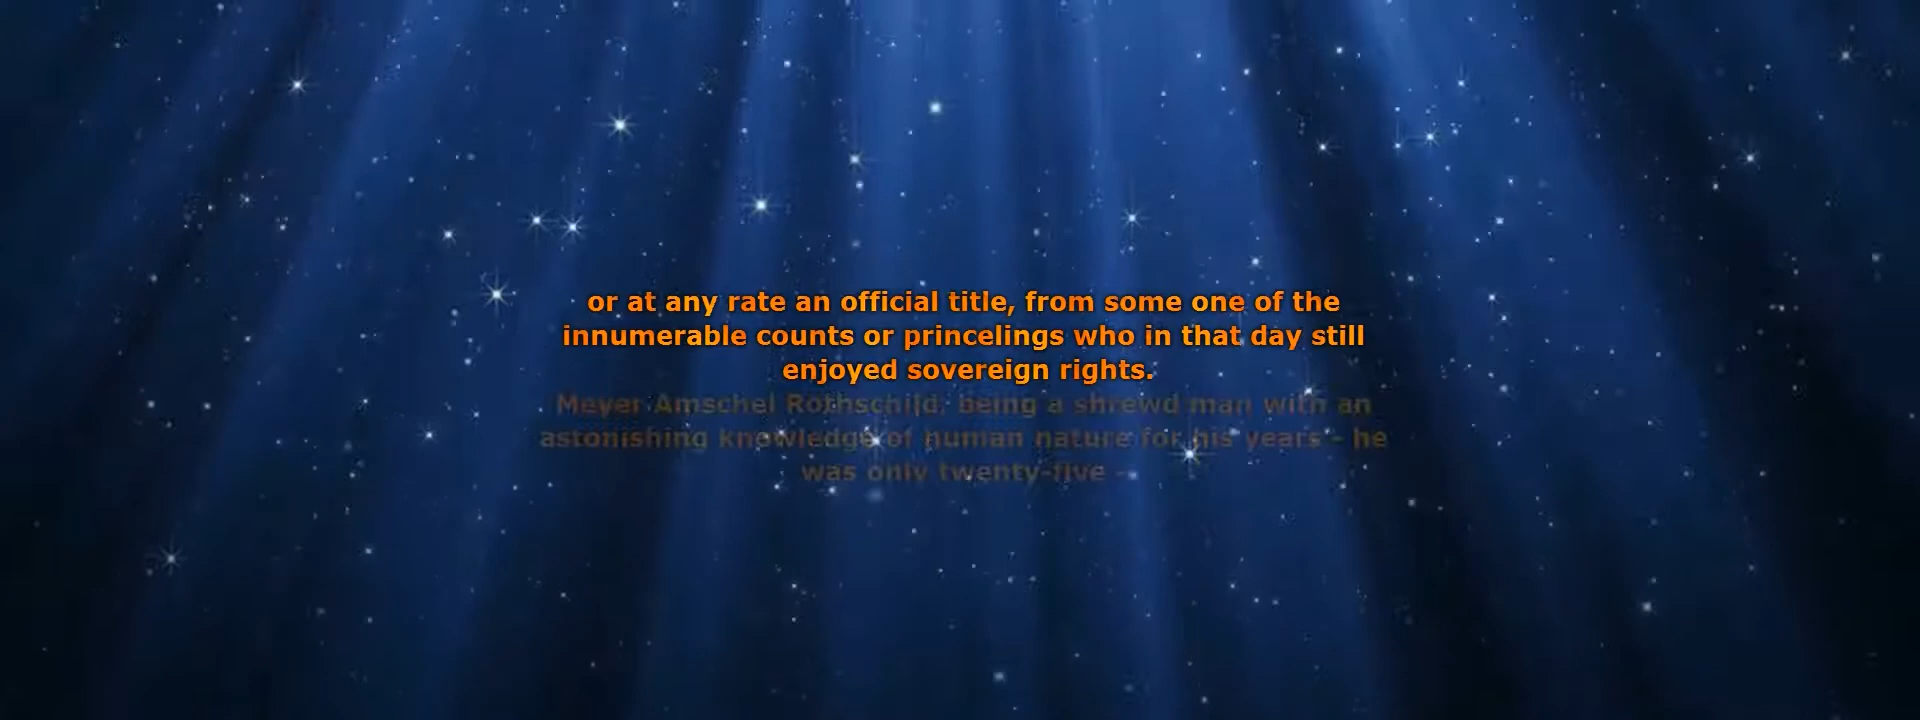 or at any rate an official title, from some one of the
innumerable counts or princelings who in that day still
enjoyed sovereign rights.
Meyer Amschel Rothschild, being a shrewd man with an
astonishing knowledge of human nature for his years - he
was only twenty-five -